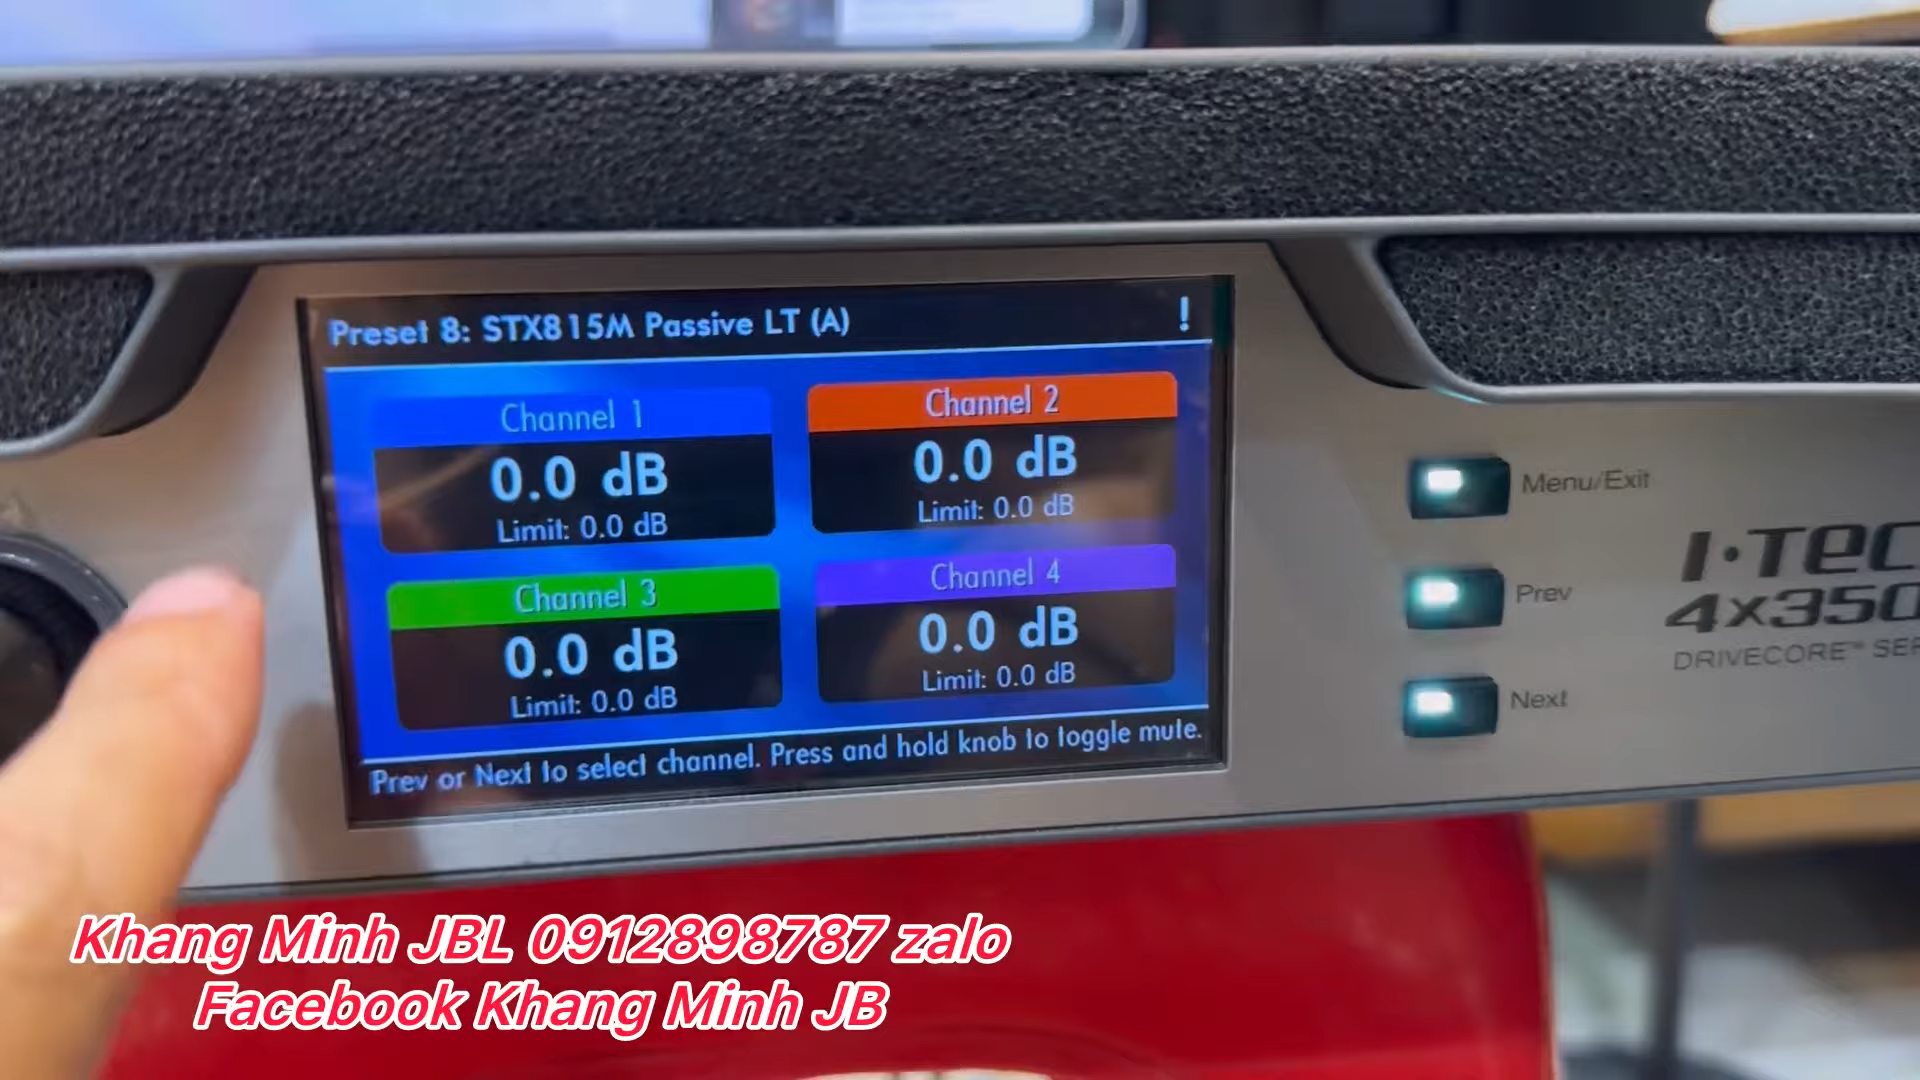 Preset 8: STX815M Passive LT (A) !
Channel 1
0.0 dB
Limit: 0.0 dB
Channel 2
0.0 dB
Limit: 0.0 dB
Channel 3
0.0 dB
Limit: 0.0 dB
Channel 4
0.0 dB
Limit: 0.0 dB
Prev or Next to select channel. Press and hold knob to toggle mute.
Menu/Exit
Prev
Next
I·TEC
4x350
DRIVECORE™ SER
Khang Minh JBL 0912898787 zalo
Facebook Khang Minh JB